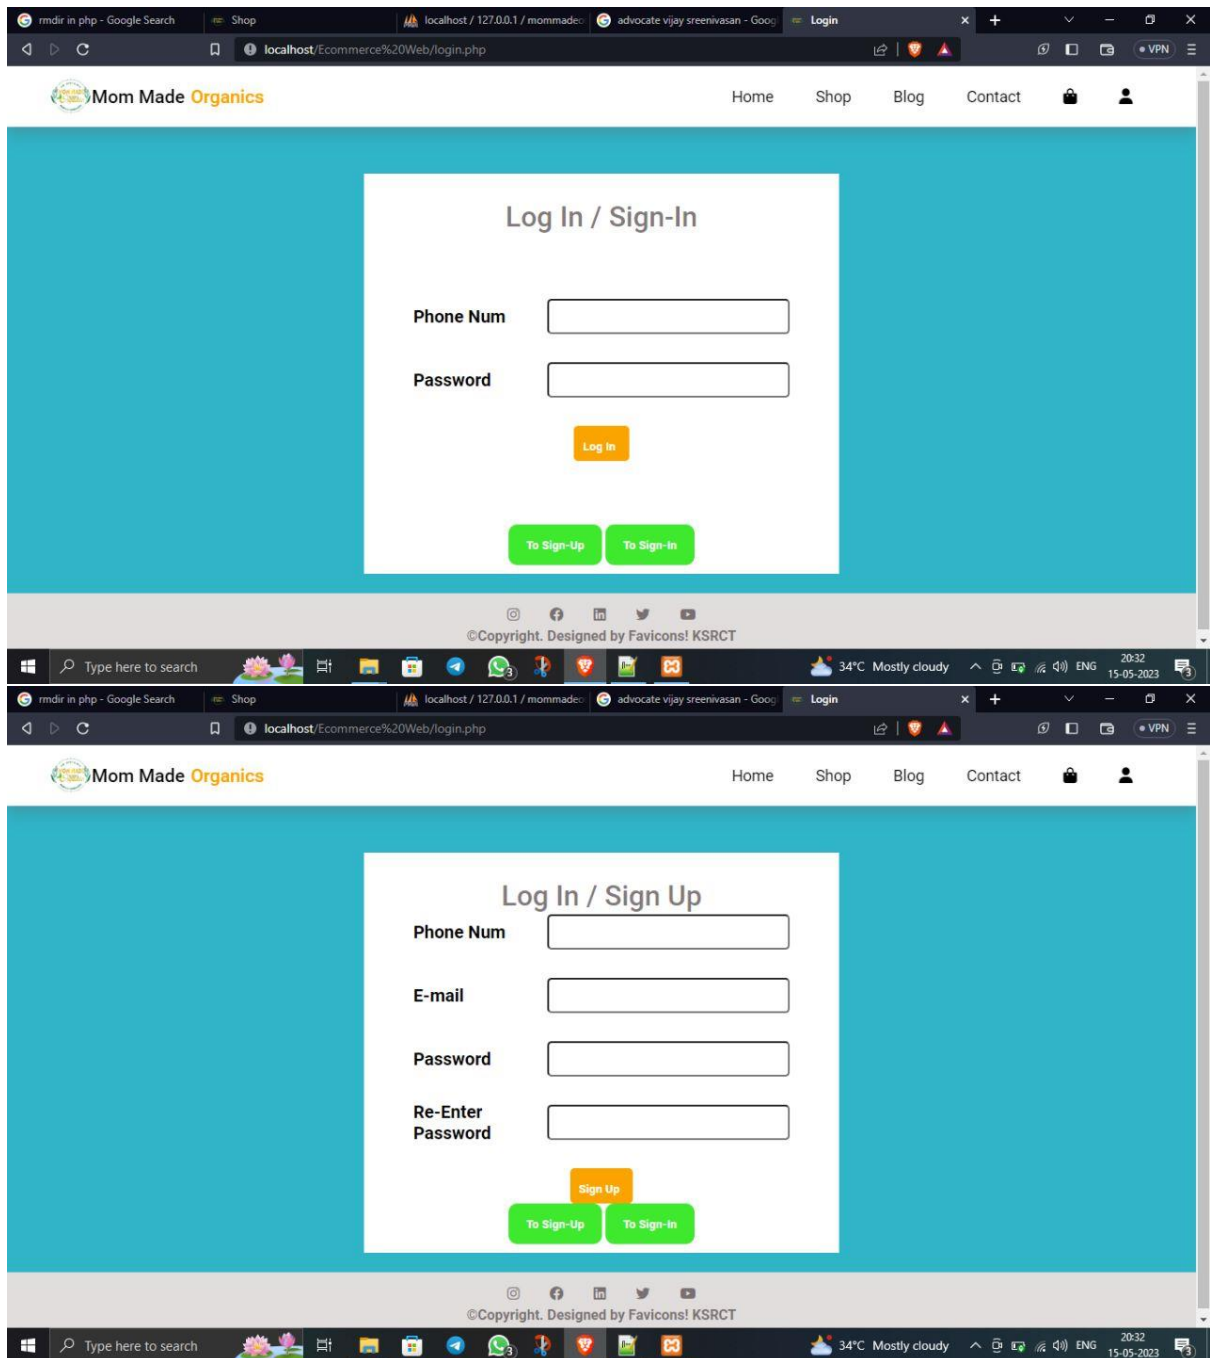 rmdir in php - Google Search Shop localhost / 127.0.0.1 / mommadeo advocate vijay sreenivasan - Goog Login
localhost/Ecommerce%20Web/login.php VPN
Mom Made Organics Home Shop Blog Contact
Log In / Sign-In
Phone Num
Password
Log In
To Sign-Up To Sign-In
©Copyright. Designed by Favicons! KSRCT
Type here to search 3 34°C Mostly cloudy ENG 20:32
15-05-2023 3
rmdir in php - Google Search Shop localhost / 127.0.0.1 / mommadeo advocate vijay sreenivasan - Goog Login
localhost/Ecommerce%20Web/login.php VPN
Mom Made Organics Home Shop Blog Contact
Log In / Sign Up
Phone Num
E-mail
Password
Re-Enter
Password
Sign Up
To Sign-Up To Sign-In
©Copyright. Designed by Favicons! KSRCT
Type here to search 3 34°C Mostly cloudy ENG 20:32
15-05-2023 3